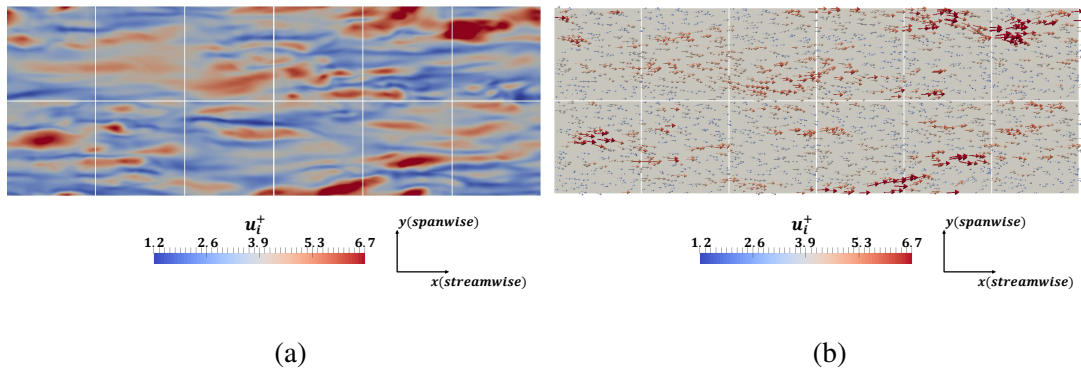 u_i^+
1.2 2.6 3.9 5.3 6.7
y(spanwise)
x(streamwise)
(a)
u_i^+
1.2 2.6 3.9 5.3 6.7
y(spanwise)
x(streamwise)
(b)